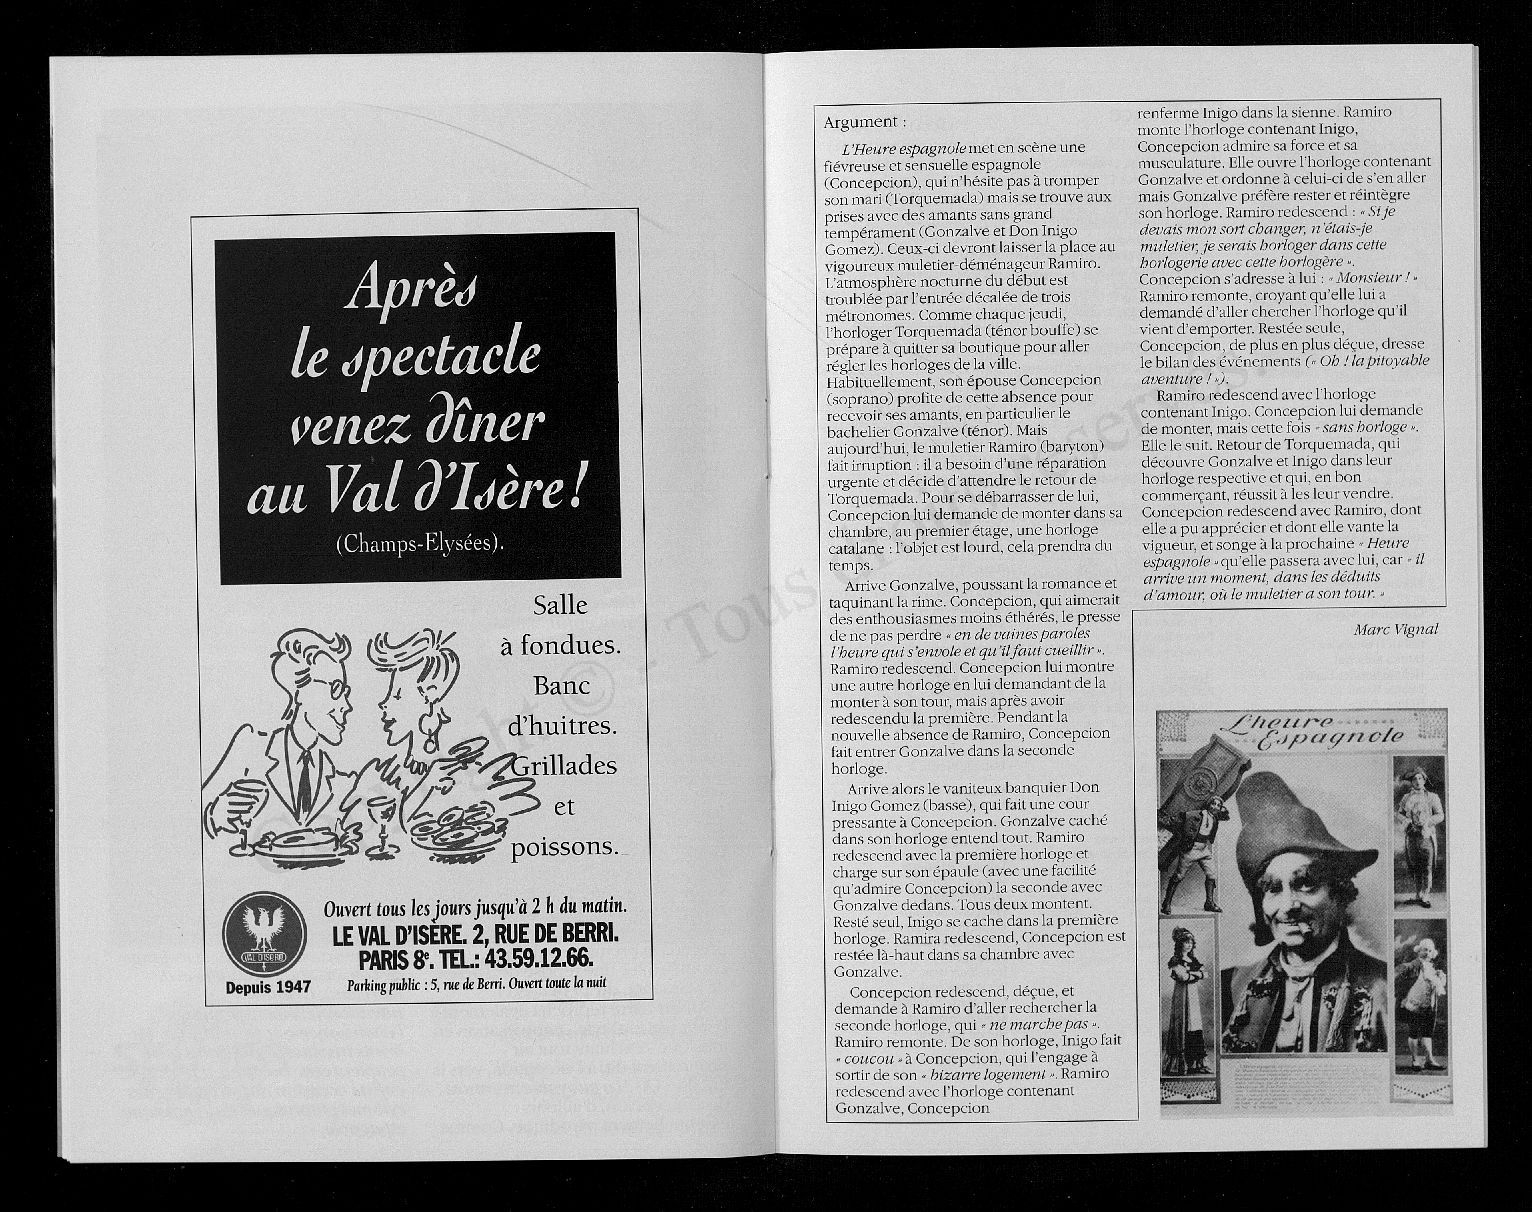 Après
le spectacle
venez dîner
au Val d'Isère!
(Champs-Elysées).
Salle
à fondues.
Banc
d'huitres.
Grillades
et
poissons.
VAL D'ISERE
Depuis 1947
Ouvert tous les jours jusqu'à 2 h du matin.
LE VAL D'ISÈRE. 2, RUE DE BERRI.
PARIS 8e. TEL.: 43.59.12.66.
Parking public : 5, rue de Berri. Ouvert toute la nuit
Argument :
L'Heure espagnole met en scène une
fiévreuse et sensuelle espagnole
(Concepcion), qui n'hésite pas à tromper
son mari (Torquemada) mais se trouve aux
prises avec des amants sans grand
tempérament (Gonzalve et Don Inigo
Gomez). Ceux-ci devront laisser la place au
vigoureux muletier-déménageur Ramiro.
L'atmosphère nocturne du début est
troublée par l'entrée décalée de trois
métronomes. Comme chaque jeudi,
l'horloger Torquemada (ténor bouffe) se
prépare à quitter sa boutique pour aller
régler les horloges de la ville.
Habituellement, son épouse Concepcion
(soprano) profite de cette absence pour
recevoir ses amants, en particulier le
bachelier Gonzalve (ténor). Mais
aujourd'hui, le muletier Ramiro (baryton)
fait irruption : il a besoin d'une réparation
urgente et décide d'attendre le retour de
Torquemada. Pour se débarrasser de lui,
Concepcion lui demande de monter dans sa
chambre, au premier étage, une horloge
catalane : l'objet est lourd, cela prendra du
temps.
Arrive Gonzalve, poussant la romance et
taquinant la rime. Concepcion, qui aimerait
des enthousiasmes moins éthérés, le presse
de ne pas perdre « en de vaines paroles
l'heure qui s'envole et qu'il faut cueillir ».
Ramiro redescend. Concepcion lui montre
une autre horloge en lui demandant de la
monter à son tour, mais après avoir
redescendu la première. Pendant la
nouvelle absence de Ramiro, Concepcion
fait entrer Gonzalve dans la seconde
horloge.
Arrive alors le vaniteux banquier Don
Inigo Gomez (basse), qui fait une cour
pressante à Concepcion. Gonzalve caché
dans son horloge entend tout. Ramiro
redescend avec la première horloge et
charge sur son épaule (avec une facilité
qu'admire Concepcion) la seconde avec
Gonzalve dedans. Tous deux montent.
Resté seul, Inigo se cache dans la première
horloge. Ramira redescend, Concepcion est
restée là-haut dans sa chambre avec
Gonzalve.
Concepcion redescend, déçue, et
demande à Ramiro d'aller rechercher la
seconde horloge, qui « ne marche pas ».
Ramiro remonte. De son horloge, Inigo fait
« coucou » à Concepcion, qui l'engage à
sortir de son « bizarre logement ». Ramiro
redescend avec l'horloge contenant
Gonzalve, Concepcion
renferme Inigo dans la sienne. Ramiro
monte l'horloge contenant Inigo,
Concepcion admire sa force et sa
musculature. Elle ouvre l'horloge contenant
Gonzalve et ordonne à celui-ci de s'en aller
mais Gonzalve préfère rester et réintègre
son horloge. Ramiro redescend : « Si je
devais mon sort changer, n'étais-je
muletier, je serais horloger dans cette
horlogerie avec cette horlogère ».
Concepcion s'adresse à lui : « Monsieur ! »
Ramiro remonte, croyant qu'elle lui a
demandé d'aller chercher l'horloge qu'il
vient d'emporter. Restée seule,
Concepcion, de plus en plus déçue, dresse
le bilan des événements (« Oh ! la pitoyable
aventure ! »).
Ramiro redescend avec l'horloge
contenant Inigo. Concepcion lui demande
de monter, mais cette fois « sans horloge ».
Elle le suit. Retour de Torquemada, qui
découvre Gonzalve et Inigo dans leur
horloge respective et qui, en bon
commerçant, réussit à les leur vendre.
Concepcion redescend avec Ramiro, dont
elle a pu apprécier et dont elle vante la
vigueur, et songe à la prochaine « Heure
espagnole » qu'elle passera avec lui, car « il
arrive un moment, dans les déduits
d'amour, où le muletier a son tour. »
Marc Vignal
L'heure
Espagnole